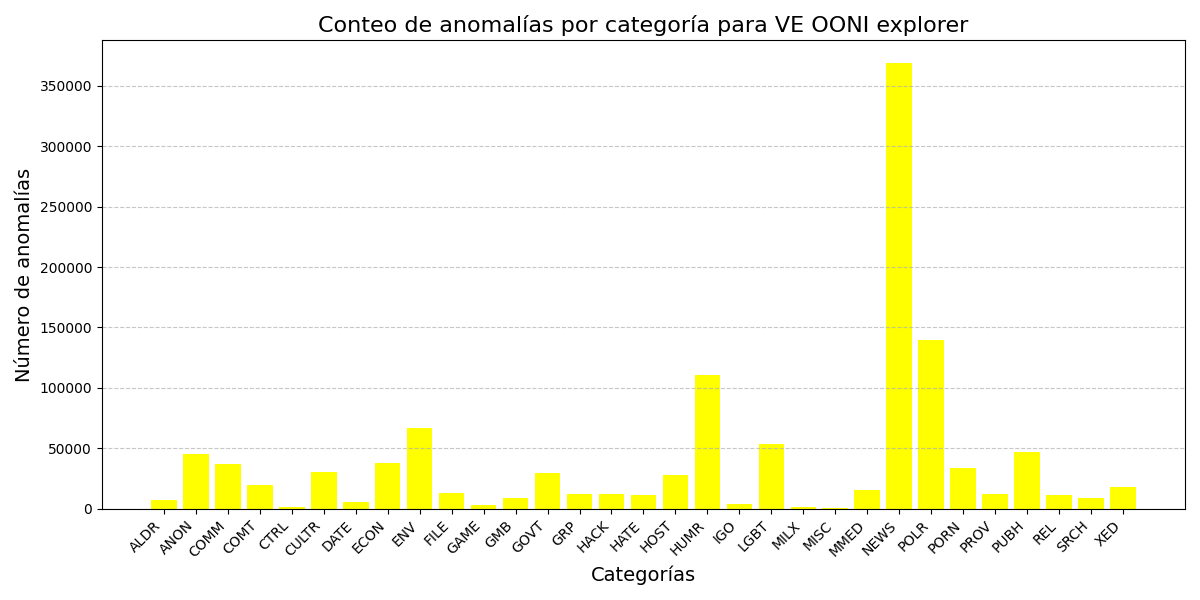 Conteo de anomalías por categoría para VE OONI explorer
Número de anomalías
350000
300000
250000
200000
150000
100000
50000
0
ALDR
ANON
COMM
COMT
CTRL
CULTR
DATE
ECON
ENV
FILE
GAME
GMB
GOVT
GRP
HACK
HATE
HOST
HUMR
IGO
LGBT
MILX
MISC
MMED
NEWS
POLR
PORN
PROV
PUBH
REL
SRCH
XED
Categorías